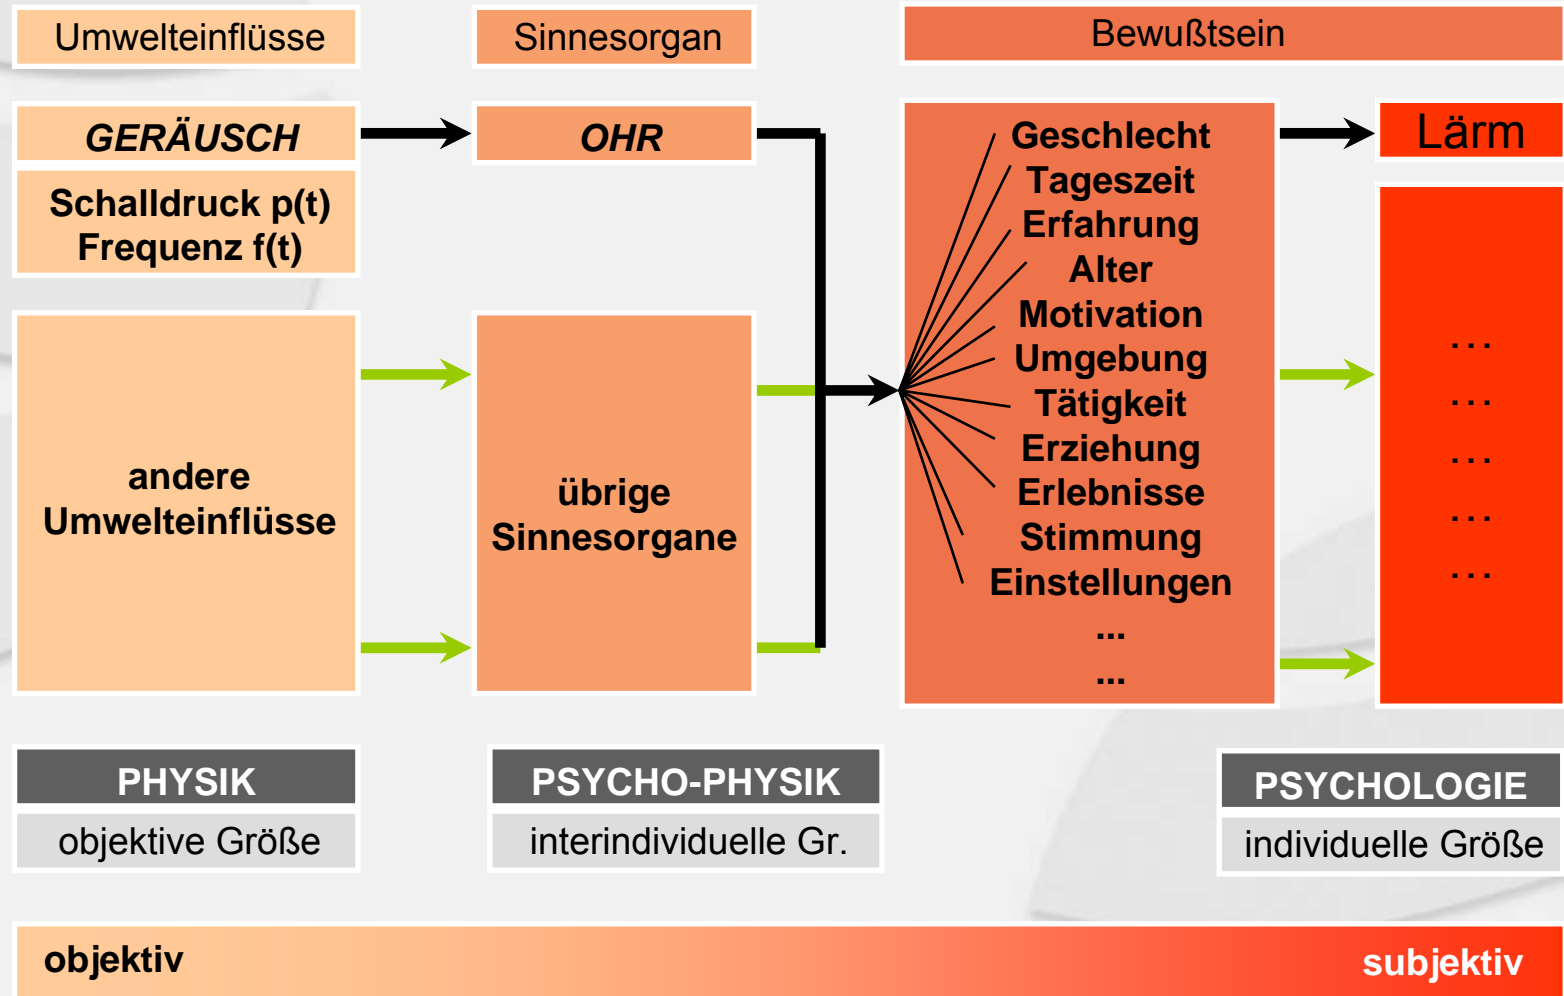 Umwelteinflüsse
Sinnesorgan
Bewußtsein
GERÄUSCH
OHR
Schalldruck p(t)
Frequenz f(t)
andere
Umwelteinflüsse
übrige
Sinnesorgane
Geschlecht
Tageszeit
Erfahrung
Alter
Motivation
Umgebung
Tätigkeit
Erziehung
Erlebnisse
Stimmung
Einstellungen
...
...
Lärm
...
...
...
...
...
PHYSIK
objektive Größe
PSYCHO-PHYSIK
interindividuelle Gr.
PSYCHOLOGIE
individuelle Größe
objektiv
subjektiv